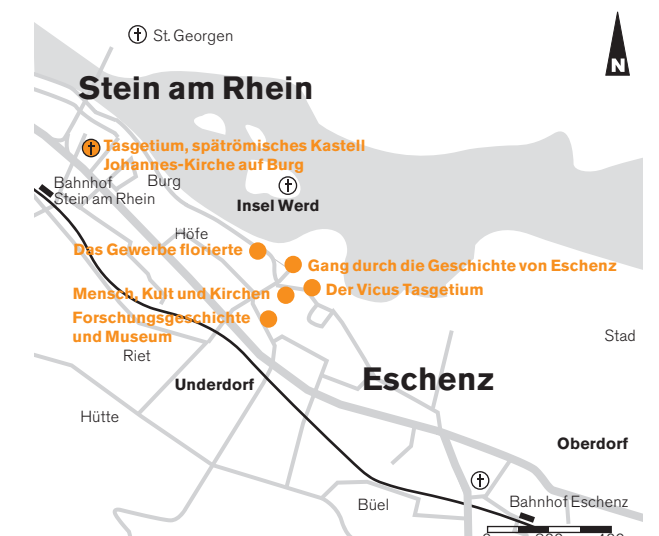 St. Georgen
N
Stein am Rhein
Tasgetium, spätrömisches Kastell
Johannes-Kirche auf Burg
Bahnhof
Stein am Rhein
Burg
Insel Werd
Höfe
Das Gewerbe florierte
Gang durch die Geschichte von Eschenz
Der Vicus Tasgetium
Mensch, Kult und Kirchen
Forschungsgeschichte
und Museum
Stad
Riet
Underdorf
Eschenz
Hütte
Oberdorf
Büel
Bahnhof Eschenz